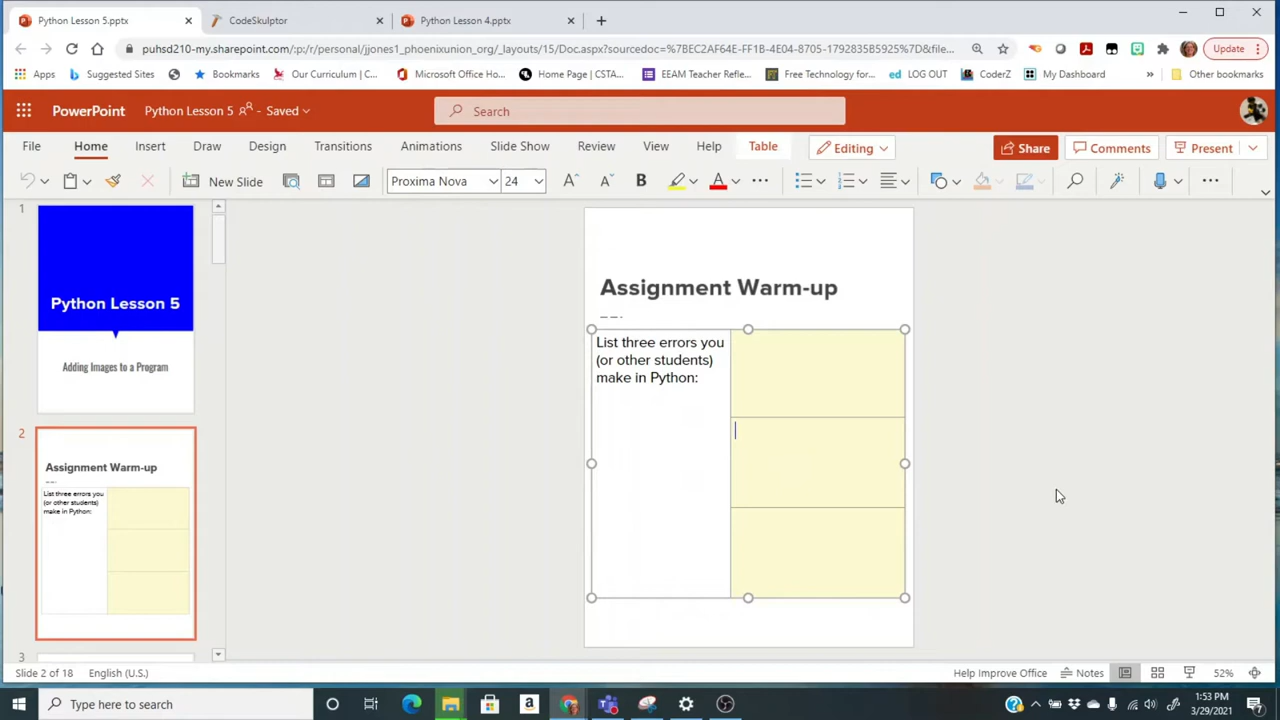 Python Lesson 5.pptx
CodeSkulptor
Python Lesson 4.pptx
puhsd210-my.sharepoint.com/:p:/r/personal/jjones1_phoenixunion_org/_layouts/15/Doc.aspx?sourcedoc=%7BEC2AF64E-FF1B-4E04-8705-1792835B5925%7D&file...
Update
Apps
Suggested Sites
Bookmarks
Our Curriculum | C...
Microsoft Office Ho...
Home Page | CSTA...
EEAM Teacher Refle...
Free Technology for...
LOG OUT
CoderZ
My Dashboard
»
Other bookmarks
PowerPoint
Python Lesson 5
- Saved
Search
File
Home
Insert
Draw
Design
Transitions
Animations
Slide Show
Review
View
Help
Table
Editing
Share
Comments
Present
New Slide
Proxima Nova
24
A
A
B
A
1
Python Lesson 5
Adding Images to a Program
2
Assignment Warm-up
List three errors you
(or other students)
make in Python:
3
Assignment Warm-up
List three errors you
(or other students)
make in Python:
Slide 2 of 18
English (U.S.)
Help Improve Office
Notes
52%
Type here to search
1:53 PM
3/29/2021